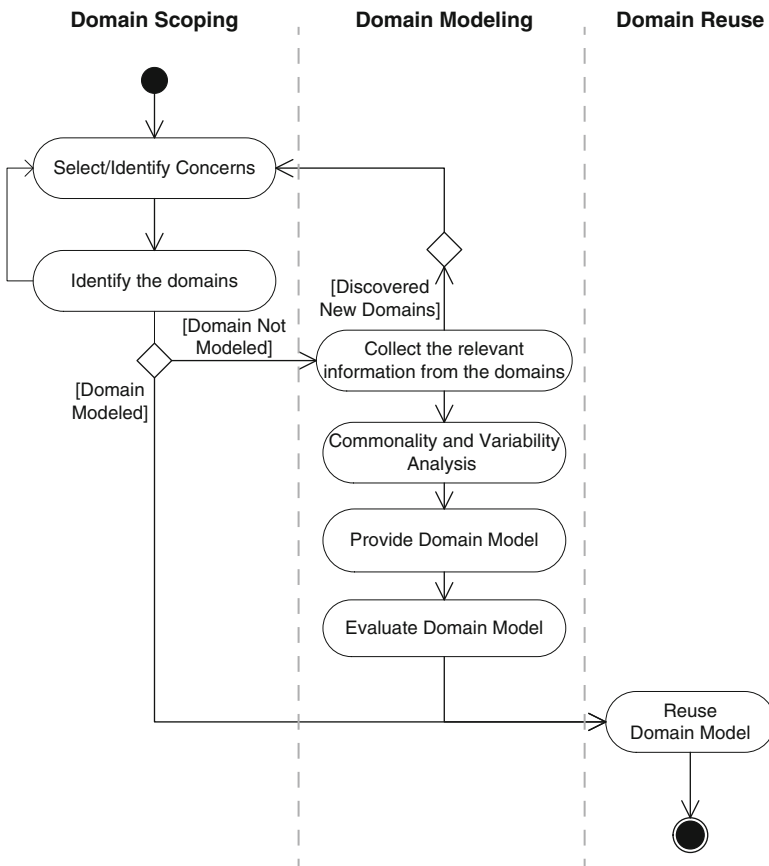 Domain Scoping
Domain Modeling
Domain Reuse
Select/Identify Concerns
Identify the domains
[Discovered
New Domains]
[Domain Not
Modeled]
Collect the relevant
information from the domains
[Domain
Modeled]
Commonality and Variability
Analysis
Provide Domain Model
Evaluate Domain Model
Reuse
Domain Model